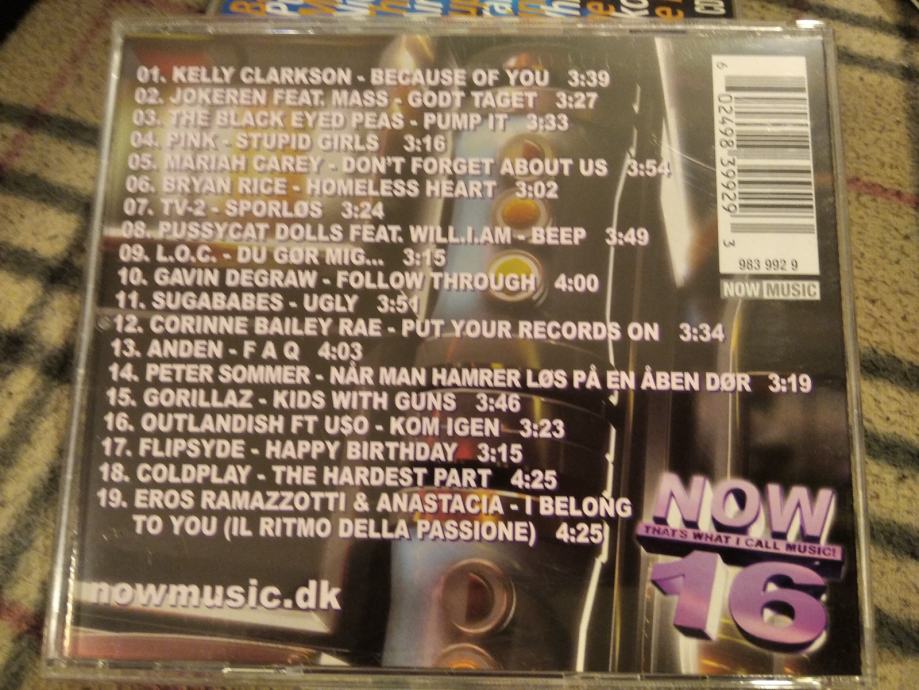 01. KELLY CLARKSON - BECAUSE OF YOU 3:39
02. JOKEREN FEAT. MASS - GODT TAGET 3:27
03. THE BLACK EYED PEAS - PUMP IT 3:33
04. PINK - STUPID GIRLS 3:16
05. MARIAH CAREY - DON'T FORGET ABOUT US 3:54
06. BRYAN RICE - HOMELESS HEART 3:02
07. TV-2 - SPORLØS 3:24
08. PUSSYCAT DOLLS FEAT. WILL.I.AM - BEEP 3:49
09. L.O.C. - DU GØR MIG... 3:15
10. GAVIN DEGRAW - FOLLOW THROUGH 4:00
11. SUGABABES - UGLY 3:51
12. CORINNE BAILEY RAE - PUT YOUR RECORDS ON 3:34
13. ANDEN - F A Q 4:03
14. PETER SOMMER - NÅR MAN HAMRER LØS PÅ EN ÅBEN DØR 3:19
15. GORILLAZ - KIDS WITH GUNS 3:46
16. OUTLANDISH FT U$O - KOM IGEN 3:23
17. FLIPSYDE - HAPPY BIRTHDAY 3:15
18. COLDPLAY - THE HARDEST PART 4:25
19. EROS RAMAZZOTTI & ANASTACIA - I BELONG
TO YOU (IL RITMO DELLA PASSIONE) 4:25
6 02498 39929 3
983 992 9
NOW MUSIC
NOW
THAT'S WHAT I CALL MUSIC!
16
nowmusic.dk
CD